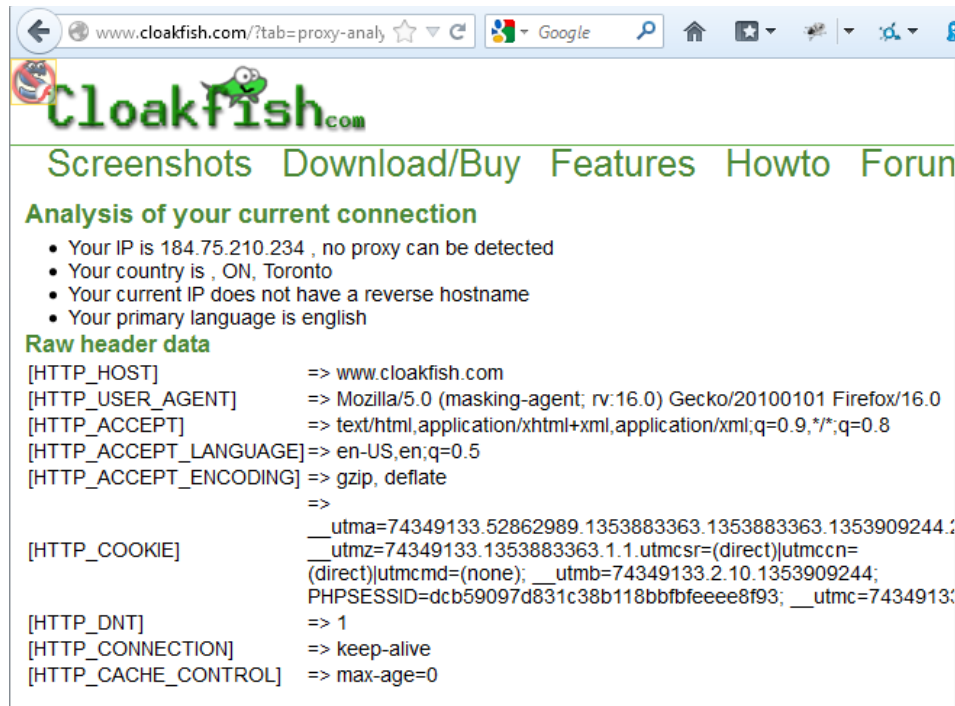 www.cloakfish.com/?tab=proxy-analy
Google
Cloakfish.com
Screenshots Download/Buy Features Howto Forun
Analysis of your current connection
• Your IP is 184.75.210.234 , no proxy can be detected
• Your country is , ON, Toronto
• Your current IP does not have a reverse hostname
• Your primary language is english
Raw header data
[HTTP_HOST] => www.cloakfish.com
[HTTP_USER_AGENT] => Mozilla/5.0 (masking-agent; rv:16.0) Gecko/20100101 Firefox/16.0
[HTTP_ACCEPT] => text/html,application/xhtml+xml,application/xml;q=0.9,*/*;q=0.8
[HTTP_ACCEPT_LANGUAGE] => en-US,en;q=0.5
[HTTP_ACCEPT_ENCODING] => gzip, deflate
=>
__utma=74349133.52862989.1353883363.1353883363.1353909244.2
[HTTP_COOKIE] __utmz=74349133.1353883363.1.1.utmcsr=(direct)|utmccn=
(direct)|utmcmd=(none); __utmb=74349133.2.10.1353909244;
PHPSESSID=dcb59097d831c38b118bbfbfeeee8f93; __utmc=74349133
[HTTP_DNT] => 1
[HTTP_CONNECTION] => keep-alive
[HTTP_CACHE_CONTROL] => max-age=0